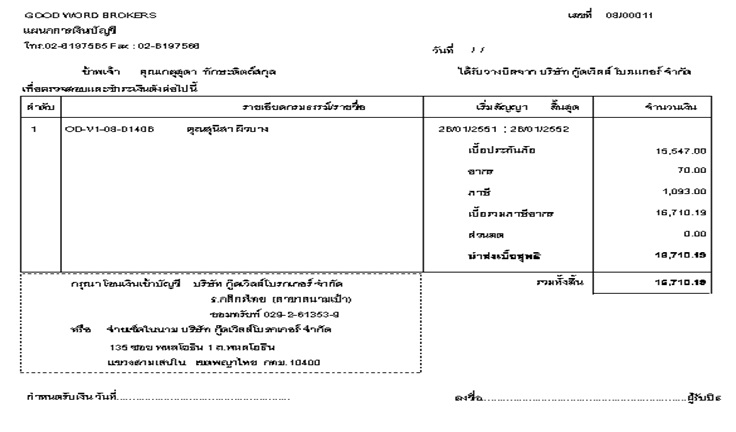 GOOD WORD BROKERS เลขที่ 08/00011
แผนกการเงินบัญชี
โทร.02-6197565 Fax : 02-6197566 วันที่ / /
ข้าพเจ้า คุณเกษสุดา ทักษะดิตถ์สกุล ได้รับวางบิลจาก บริษัท กู๊ดเวิลด์ โบรคเกอร์ จำกัด
เพื่อตรวจสอบและชำระเงินดังต่อไปนี้
ลำดับ รายเอียดกรมธรรม์/รายชื่อ เริ่มสัญญา สิ้นสุด จำนวนเงิน
1 OD-V1-08-01406 คุณสุนิสา ผิวบาง 28/01/2551 : 28/01/2552
เบี้ยประกันภัย 15,547.00
อากร 70.00
ภาษี 1,093.00
เบี้ยรวมภาษีอากร 16,710.19
ส่วนลด 0.00
นำส่งเบี้ยสุทธิ 16,710.19
กรุณาโอนเงินเข้าบัญชี บริษัท กู๊ดเวิลด์โบรกเกอร์ จำกัด รวมทั้งสิ้น 16,710.19
ธ.กสิกรไทย (สาขาสนามเป้า)
ออมทรัพย์ 029-2-61353-9
หรือ จ่ายเช็คในนาม บริษัท กู๊ดเวิลด์โบรคเกอร์ จำกัด
135 ซอย พหลโยธิน 1 ถ.พหลโยธิน
แขวงสามเสนใน เขตพญาไทย กทม.10400
กำหนดรับเงิน วันที่.................................................... ลงชื่อ..............................................................ผู้รับบิล